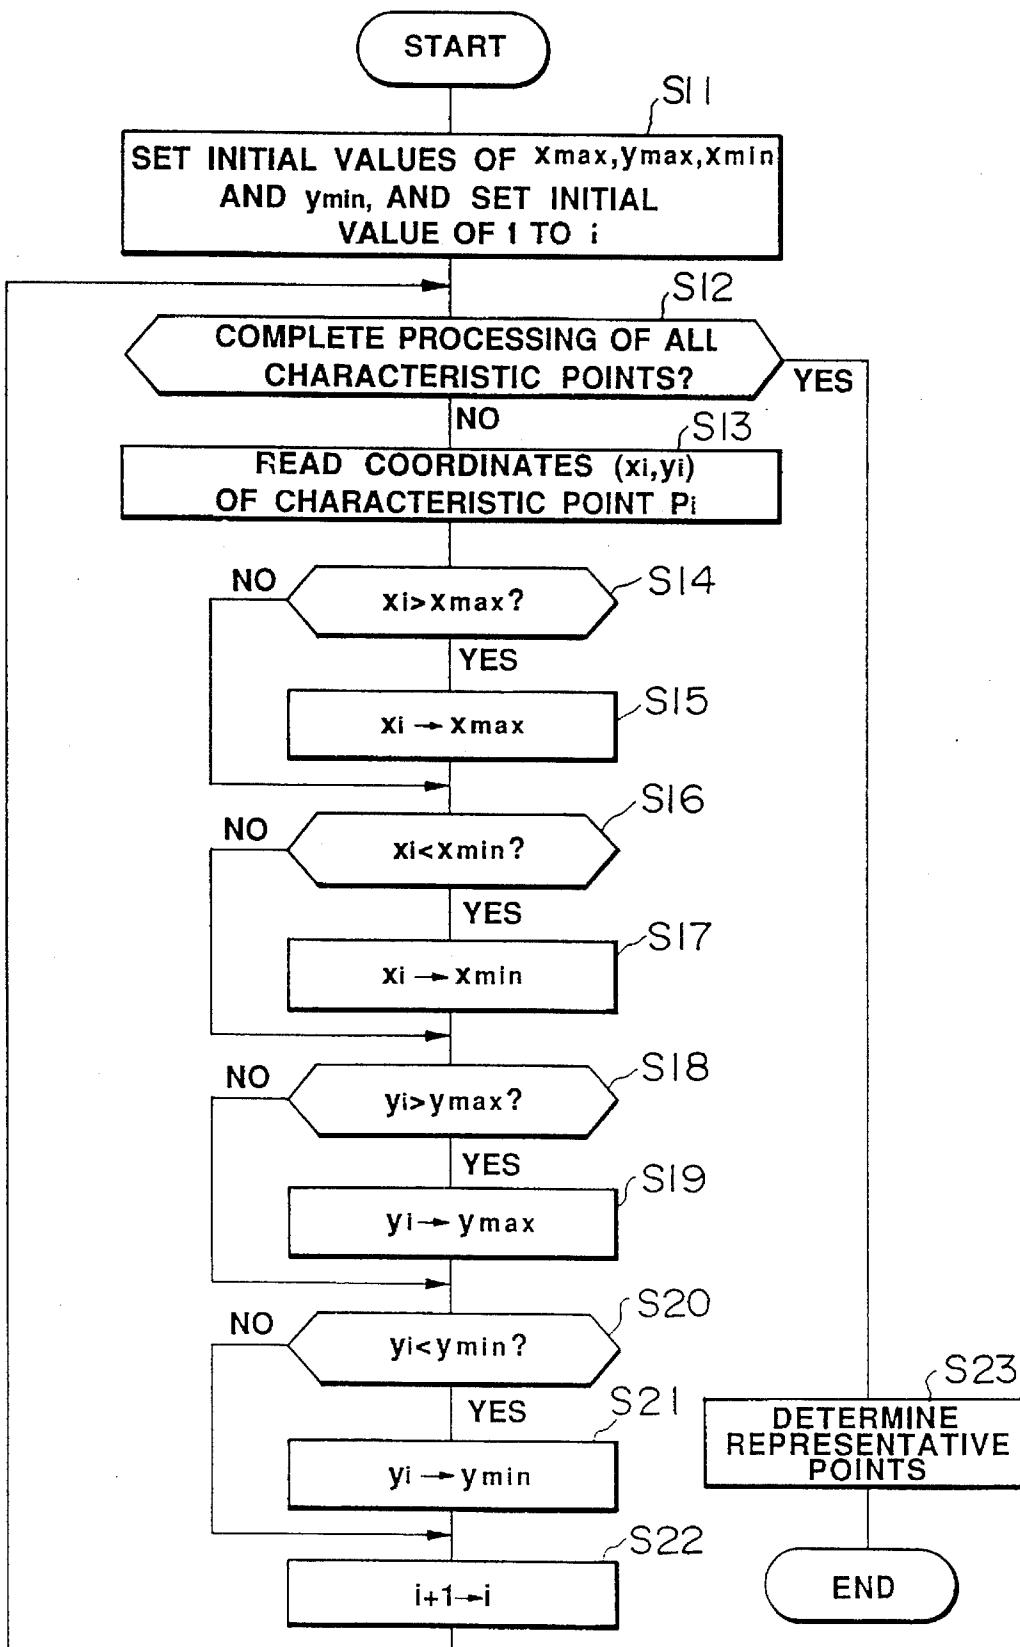 START
S11
SET INITIAL VALUES OF xmax,ymax,xmin
AND ymin, AND SET INITIAL
VALUE OF 1 TO i
S12
COMPLETE PROCESSING OF ALL
CHARACTERISTIC POINTS?
YES
NO
S13
READ COORDINATES (xi,yi)
OF CHARACTERISTIC POINT Pi
S14
NO
xi>xmax?
YES
S15
xi→xmax
S16
NO
xi<xmin?
YES
S17
xi→xmin
S18
NO
yi>ymax?
YES
S19
yi→ymax
S20
NO
yi<ymin?
YES
S21
yi→ymin
S22
i+1→i
S23
DETERMINE
REPRESENTATIVE
POINTS
END